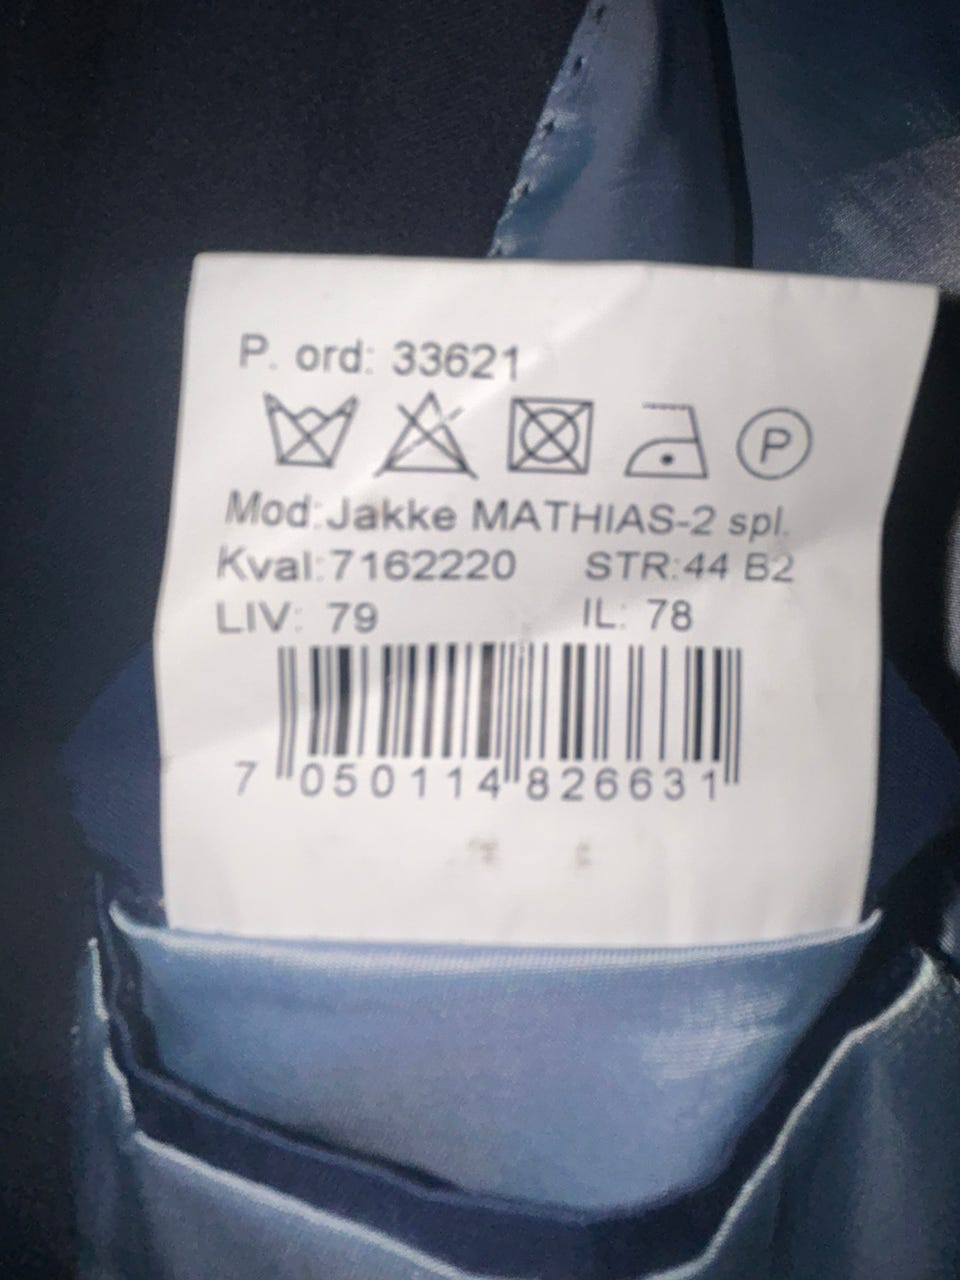 P. ord: 33621
P
Mod:Jakke MATHIAS-2 spl.
Kval:7162220 STR:44 B2
LIV: 79 IL: 78
7 050114 826631